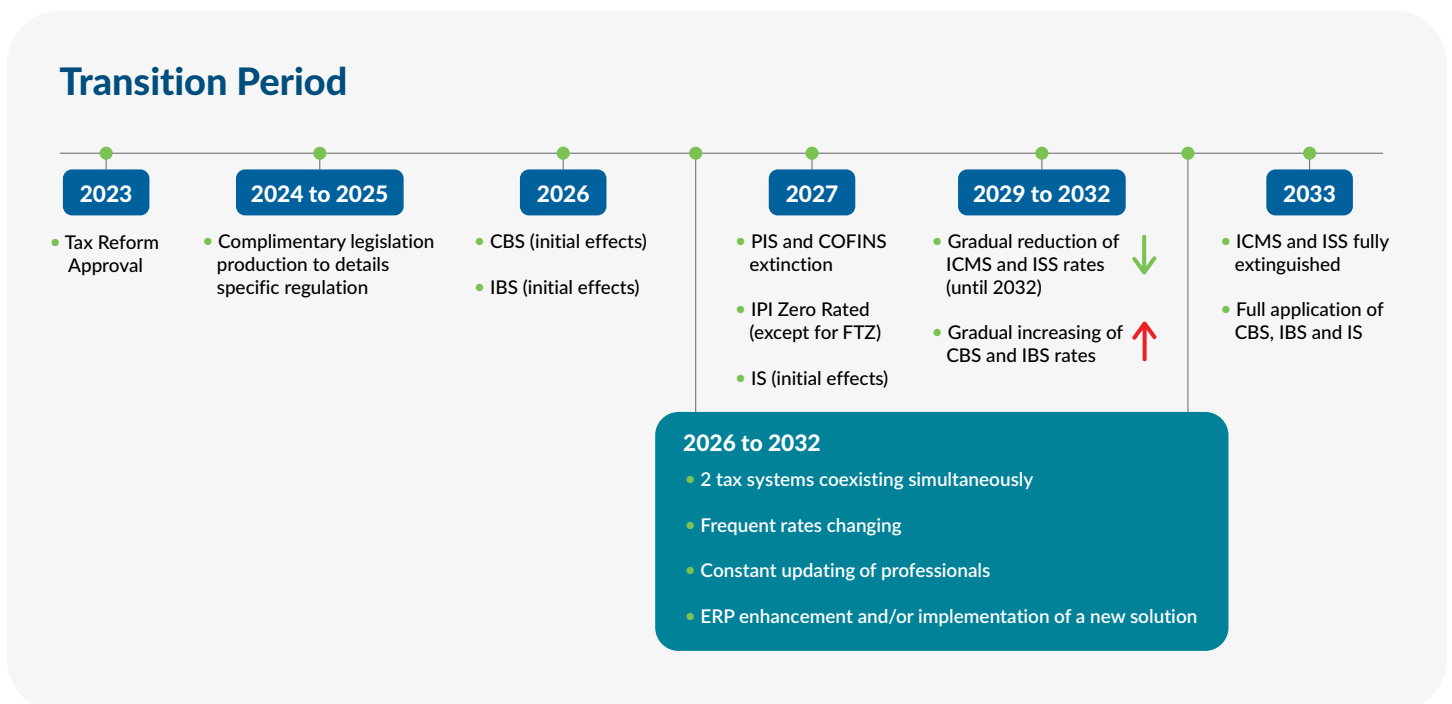 Transition Period
2023
• Tax Reform
Approval
2024 to 2025
• Complimentary legislation
production to details
specific regulation
2026
• CBS (initial effects)
• IBS (initial effects)
2027
• PIS and COFINS
extinction
• IPI Zero Rated
(except for FTZ)
• IS (initial effects)
2029 to 2032
• Gradual reduction of
ICMS and ISS rates
(until 2032)
• Gradual increasing of
CBS and IBS rates
2033
• ICMS and ISS fully
extinguished
• Full application of
CBS, IBS and IS
2026 to 2032
• 2 tax systems coexisting simultaneously
• Frequent rates changing
• Constant updating of professionals
• ERP enhancement and/or implementation of a new solution